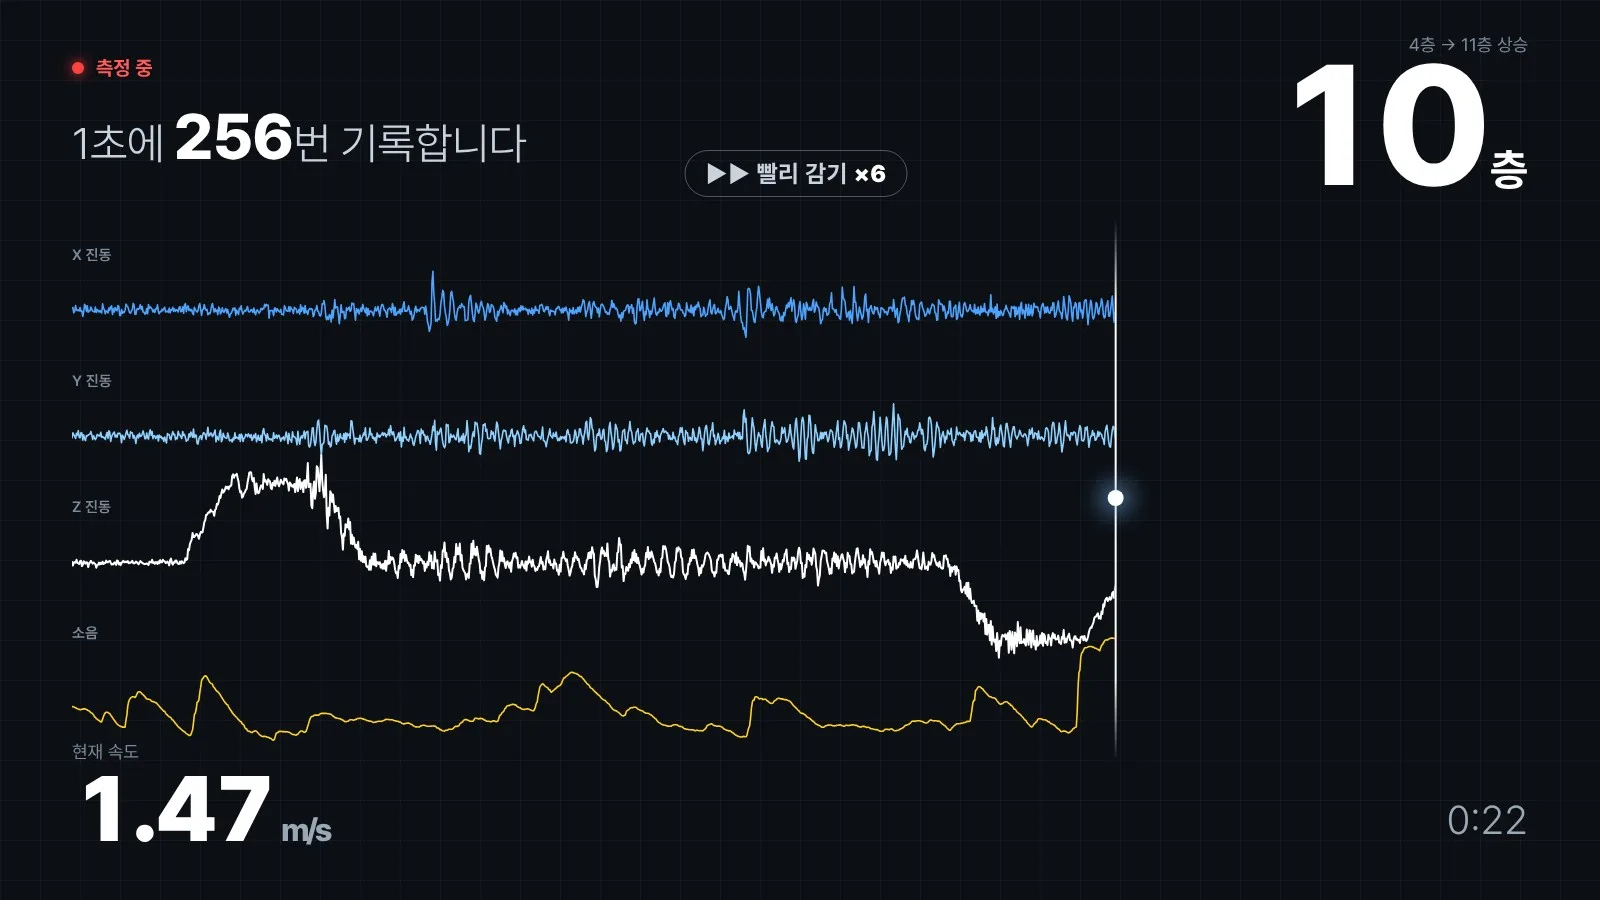 측정 중
4층 → 11층 상승
1초에 256번 기록합니다
10층
▶▶ 빨리 감기 ×6
X 진동
Y 진동
Z 진동
소음
현재 속도
1.47 m/s
0:22